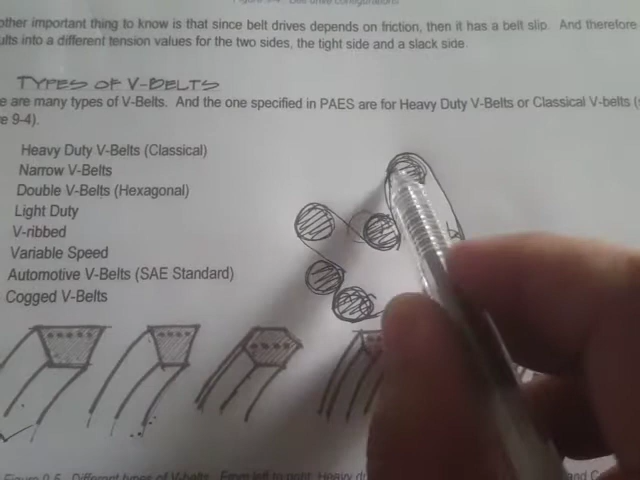 other important thing to know is that since belt drives depends on friction, then it has a belt slip. And therefore
ults into a different tension values for the two sides, the tight side and a slack side.
TYPES OF V-BELTS
e are many types of V-Belts. And the one specified in PAES are for Heavy Duty V-Belts or Classical V-belts (
e 9-4).
Heavy Duty V-Belts (Classical)
Narrow V-Belts
Double V-Belts (Hexagonal)
Light Duty
V-ribbed
Variable Speed
Automotive V-Belts (SAE Standard)
Cogged V-Belts
Figure 9-5. Different types of V-belts. From left to right: Heavy du
and C